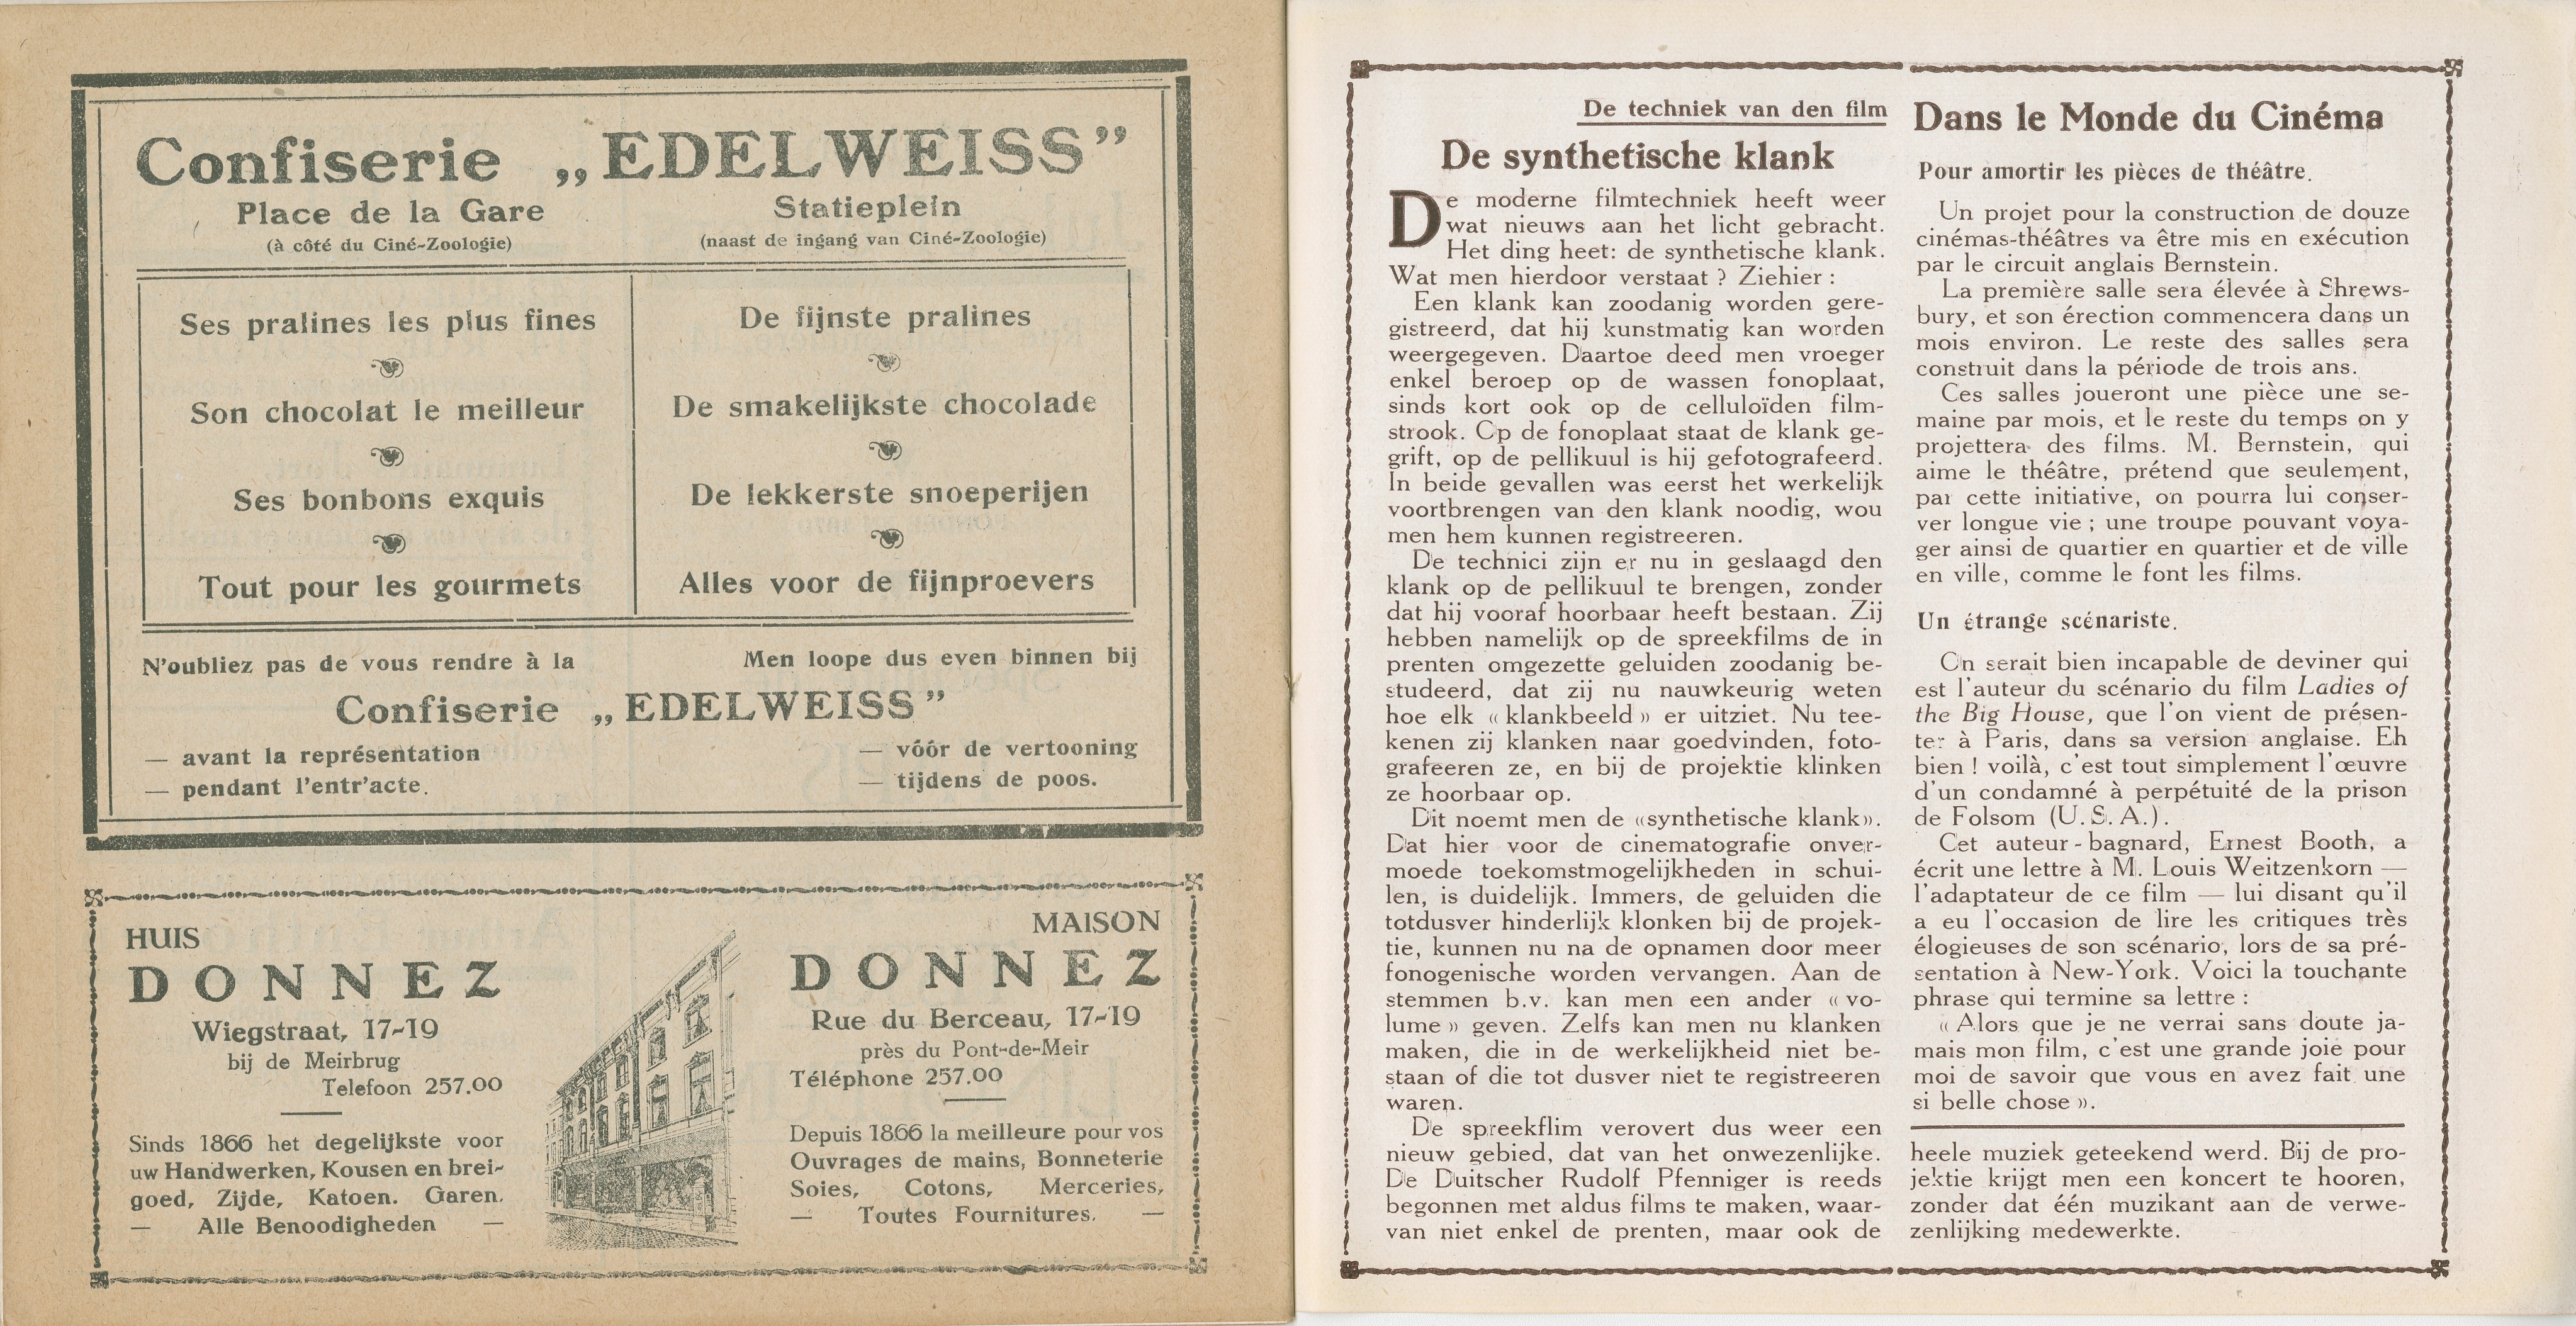 Confiserie „EDELWEISS”
Place de la Gare
(à côté du Ciné-Zoologie)
Statieplein
(naast de ingang van Ciné-Zoologie)
Ses pralines les plus fines
Son chocolat le meilleur
Ses bonbons exquis
Tout pour les gourmets
De fijnste pralines
De smakelijkste chocolade
De lekkerste snoeperijen
Alles voor de fijnproevers
N'oubliez pas de vous rendre à la
Men loope dus even binnen bij
Confiserie „EDELWEISS”
— avant la représentation
— pendant l'entr'acte.
— vóór de vertooning
— tijdens de poos.
HUIS
DONNEZ
Wiegstraat, 17-19
bij de Meirbrug
Telefoon 257.00
Sinds 1866 het degelijkste voor
uw Handwerken, Kousen en brei-
goed, Zijde, Katoen. Garen.
— Alle Benoodigheden —
MAISON
DONNEZ
Rue du Berceau, 17-19
près du Pont-de-Meir
Téléphone 257.00
Depuis 1866 la meilleure pour vos
Ouvrages de mains, Bonneterie
Soies, Cotons, Merceries,
— Toutes Fournitures. —
De techniek van den film
De synthetische klank
De moderne filmtechniek heeft weer
wat nieuws aan het licht gebracht.
Het ding heet: de synthetische klank.
Wat men hierdoor verstaat ? Ziehier :
Een klank kan zoodanig worden gere-
gistreerd, dat hij kunstmatig kan worden
weergegeven. Daartoe deed men vroeger
enkel beroep op de wassen fonoplaat,
sinds kort ook op de celluloïden film-
strook. Op de fonoplaat staat de klank ge-
grift, op de pellikuul is hij gefotografeerd.
In beide gevallen was eerst het werkelijk
voortbrengen van den klank noodig, wou
men hem kunnen registreeren.
De technici zijn er nu in geslaagd den
klank op de pellikuul te brengen, zonder
dat hij vooraf hoorbaar heeft bestaan. Zij
hebben namelijk op de spreekfilms de in
prenten omgezette geluiden zoodanig be-
studeerd, dat zij nu nauwkeurig weten
hoe elk « klankbeeld » er uitziet. Nu tee-
kenen zij klanken naar goedvinden, foto-
grafeeren ze, en bij de projektie klinken
ze hoorbaar op.
Dit noemt men de «synthetische klank».
Dat hier voor de cinematografie onver-
moede toekomstmogelijkheden in schui-
len, is duidelijk. Immers, de geluiden die
totdusver hinderlijk klonken bij de projek-
tie, kunnen nu na de opnamen door meer
fonogenische worden vervangen. Aan de
stemmen b.v. kan men een ander « vo-
lume » geven. Zelfs kan men nu klanken
maken, die in de werkelijkheid niet be-
staan of die tot dusver niet te registreeren
waren.
De spreekflim verovert dus weer een
nieuw gebied, dat van het onwezenlijke.
De Duitscher Rudolf Pfenniger is reeds
begonnen met aldus films te maken, waar-
van niet enkel de prenten, maar ook de
Dans le Monde du Cinéma
Pour amortir les pièces de théâtre.
Un projet pour la construction de douze
cinémas-théâtres va être mis en exécution
par le circuit anglais Bernstein.
La première salle sera élevée à Shrews-
bury, et son érection commencera dans un
mois environ. Le reste des salles sera
construit dans la période de trois ans.
Ces salles joueront une pièce une se-
maine par mois, et le reste du temps on y
projettera des films. M. Bernstein, qui
aime le théâtre, prétend que seulement,
par cette initiative, on pourra lui conser-
ver longue vie ; une troupe pouvant voya-
ger ainsi de quartier en quartier et de ville
en ville, comme le font les films.
Un étrange scénariste.
On serait bien incapable de deviner qui
est l'auteur du scénario du film Ladies of
the Big House, que l'on vient de présen-
ter à Paris, dans sa version anglaise. Eh
bien ! voilà, c'est tout simplement l'œuvre
d'un condamné à perpétuité de la prison
de Folsom (U. S. A.).
Cet auteur - bagnard, Ernest Booth, a
écrit une lettre à M. Louis Weitzenkorn —
l'adaptateur de ce film — lui disant qu'il
a eu l'occasion de lire les critiques très
élogieuses de son scénario, lors de sa pré-
sentation à New-York. Voici la touchante
phrase qui termine sa lettre :
« Alors que je ne verrai sans doute ja-
mais mon film, c'est une grande joie pour
moi de savoir que vous en avez fait une
si belle chose ».
heele muziek geteekend werd. Bij de pro-
jektie krijgt men een koncert te hooren,
zonder dat één muzikant aan de verwe-
zenlijking medewerkte.